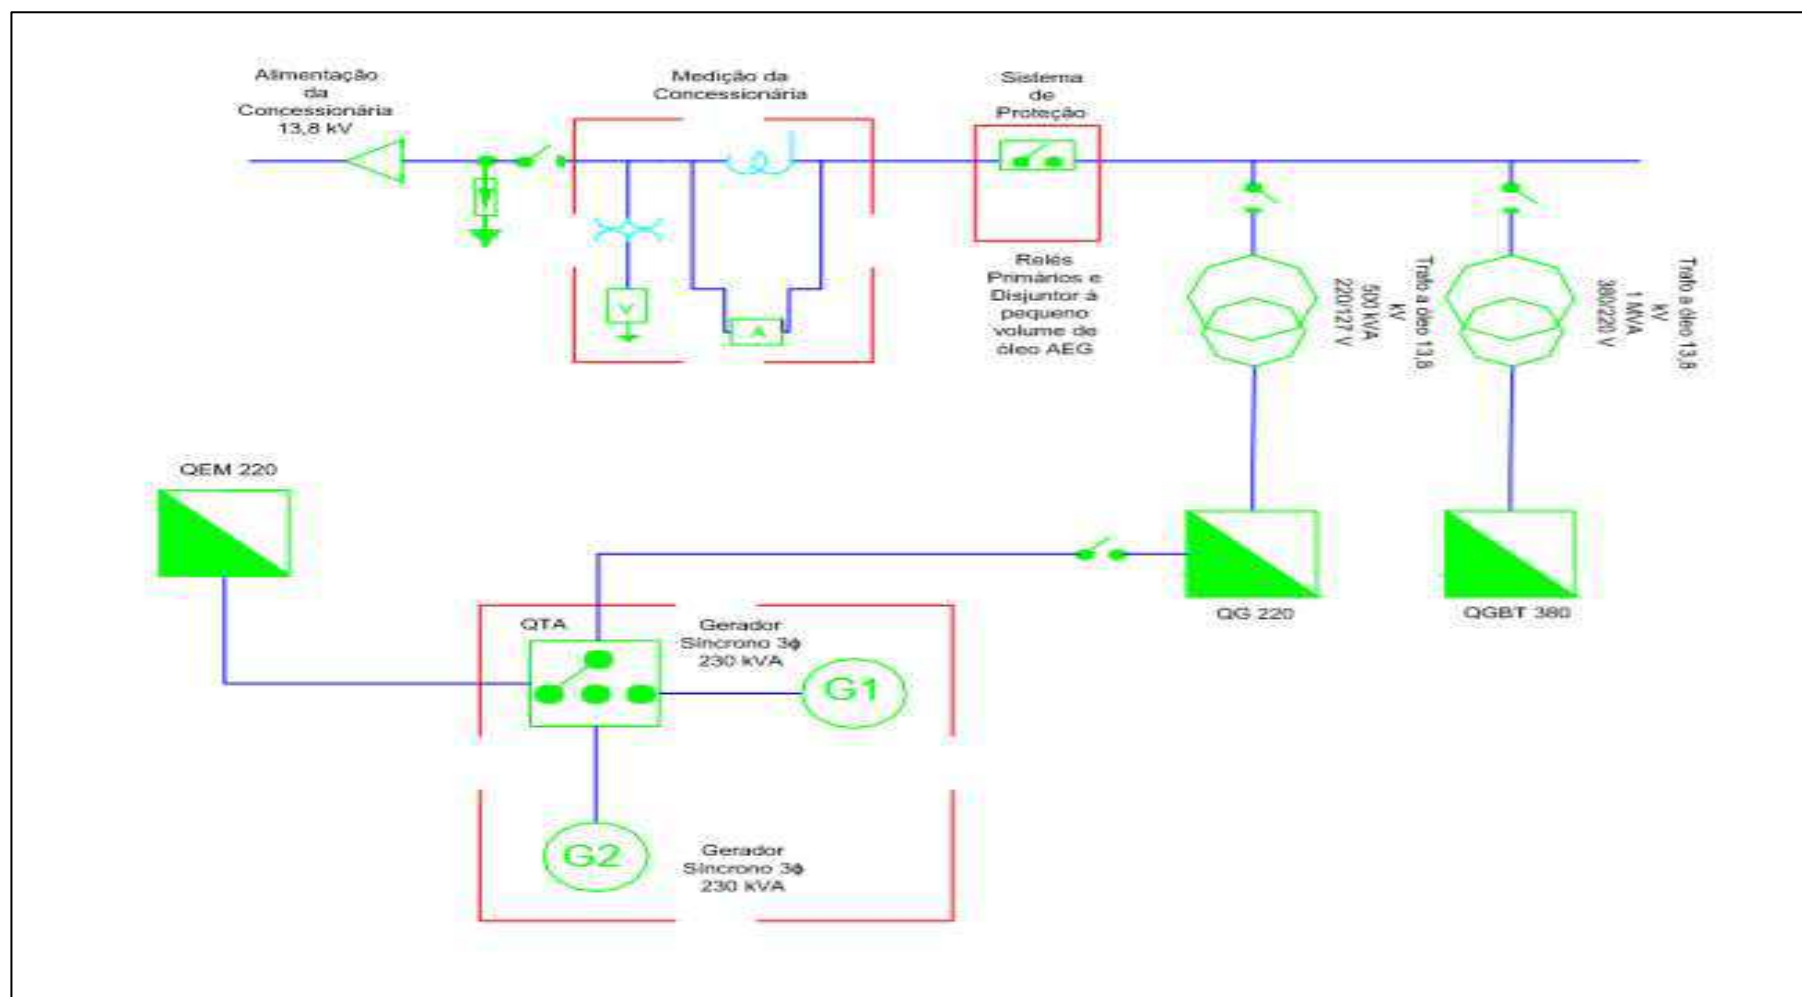 Alimentação
da
Concessionária
13,8 kV
Medição da
Concessionária
Sistema
de
Proteção
V
A
Relés
Primários e
Disjuntor à
pequeno
volume de
óleo AEG
Trafo a óleo 13,8
kV
500 kVA
220/127 V
Trafo a óleo 13,8
kV
1 MVA
380/220 V
QEM 220
QG 220
QGBT 380
QTA
Gerador
Síncrono 3ϕ
230 kVA
G1
G2
Gerador
Síncrono 3ϕ
230 kVA